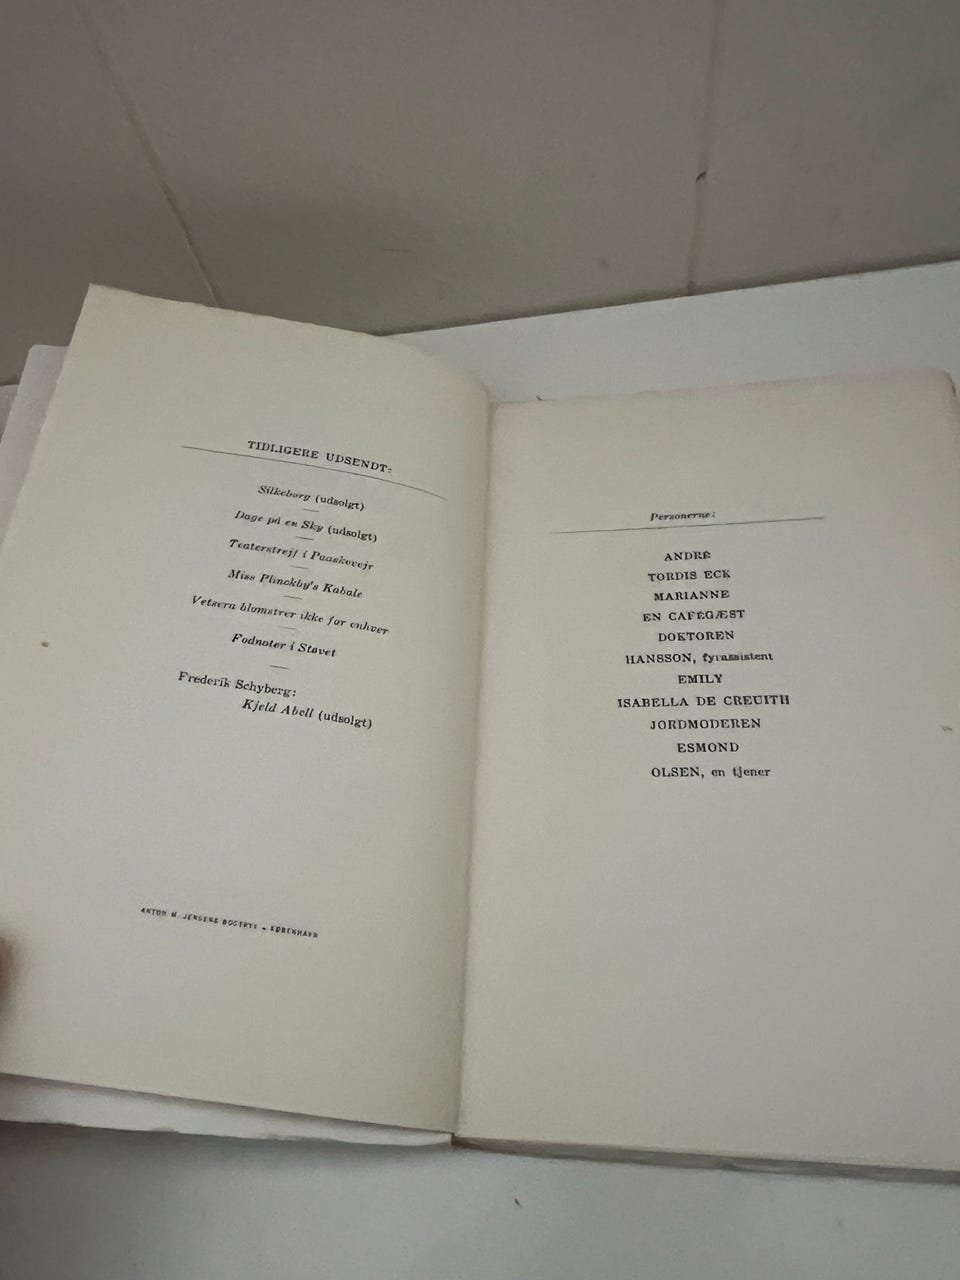 TIDLIGERE UDSENDT:
Silkeborg (udsolgt)
Dage på en Sky (udsolgt)
Teaterstrejf i Paaskevejr
Miss Plinckby's Kabale
Vetsera blomstrer ikke for enhver
Fodnoter i Støvet
Frederik Schyberg:
Kjeld Abell (udsolgt)
ANTON M. JENSENS BOGTRYK - KØBENHAVN
Personerne:
ANDRÉ
TORDIS ECK
MARIANNE
EN CAFÉGÆST
DOKTOREN
HANSSON, fyrassistent
EMILY
ISABELLA DE CREUITH
JORDMODEREN
ESMOND
OLSEN, en tjener